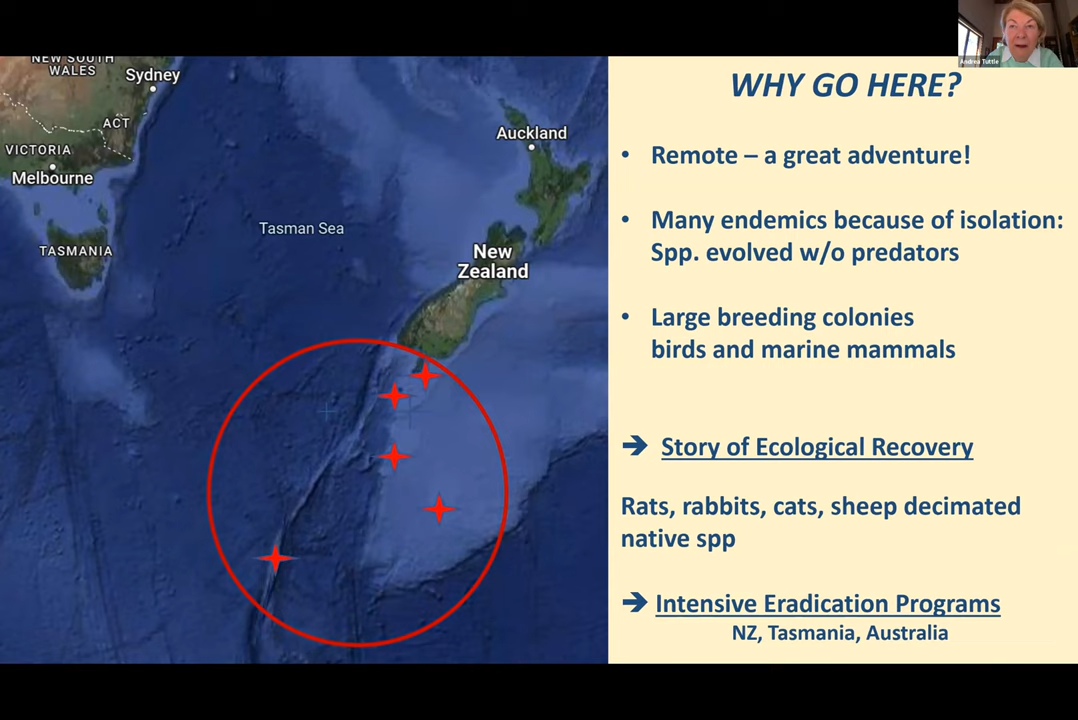 NEW SOUTH
WALES
Sydney
ACT
VICTORIA
Melbourne
TASMANIA
Tasman Sea
Auckland
New
Zealand
Andrea Tuttle
WHY GO HERE?
• Remote – a great adventure!
• Many endemics because of isolation:
Spp. evolved w/o predators
• Large breeding colonies
birds and marine mammals
➔ Story of Ecological Recovery
Rats, rabbits, cats, sheep decimated
native spp
➔ Intensive Eradication Programs
NZ, Tasmania, Australia